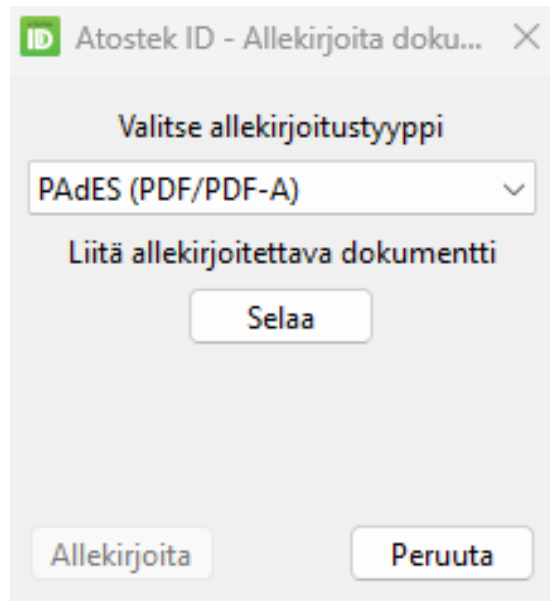 ID Atostek ID - Allekirjoita doku...
Valitse allekirjoitustyyppi
PAdES (PDF/PDF-A)
Liitä allekirjoitettava dokumentti
Selaa
Allekirjoita Peruuta